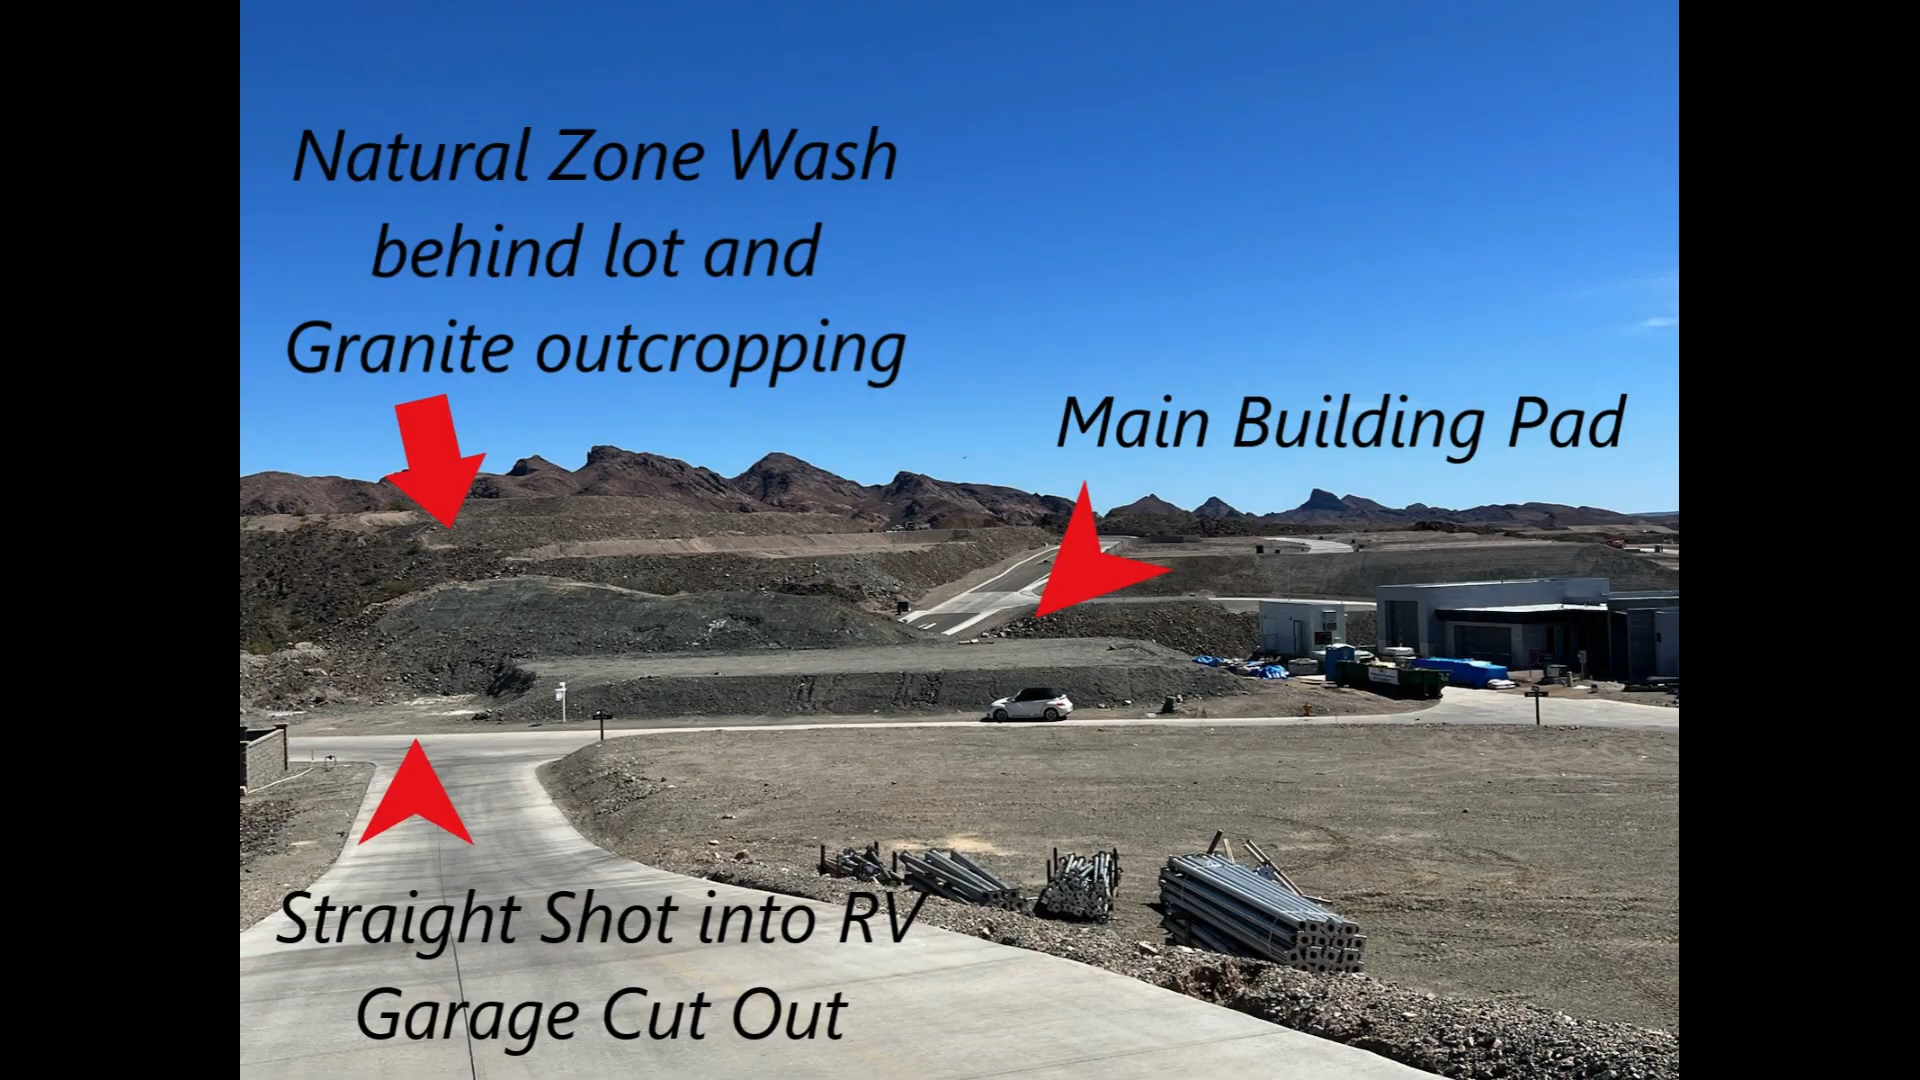 Natural Zone Wash
behind lot and
Granite outcropping
Main Building Pad
Straight Shot into RV
Garage Cut Out